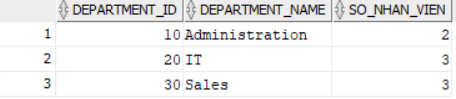 DEPARTMENT_ID DEPARTMENT_NAME SO_NHAN_VIEN
1 10 Administration 2
2 20 IT 3
3 30 Sales 3